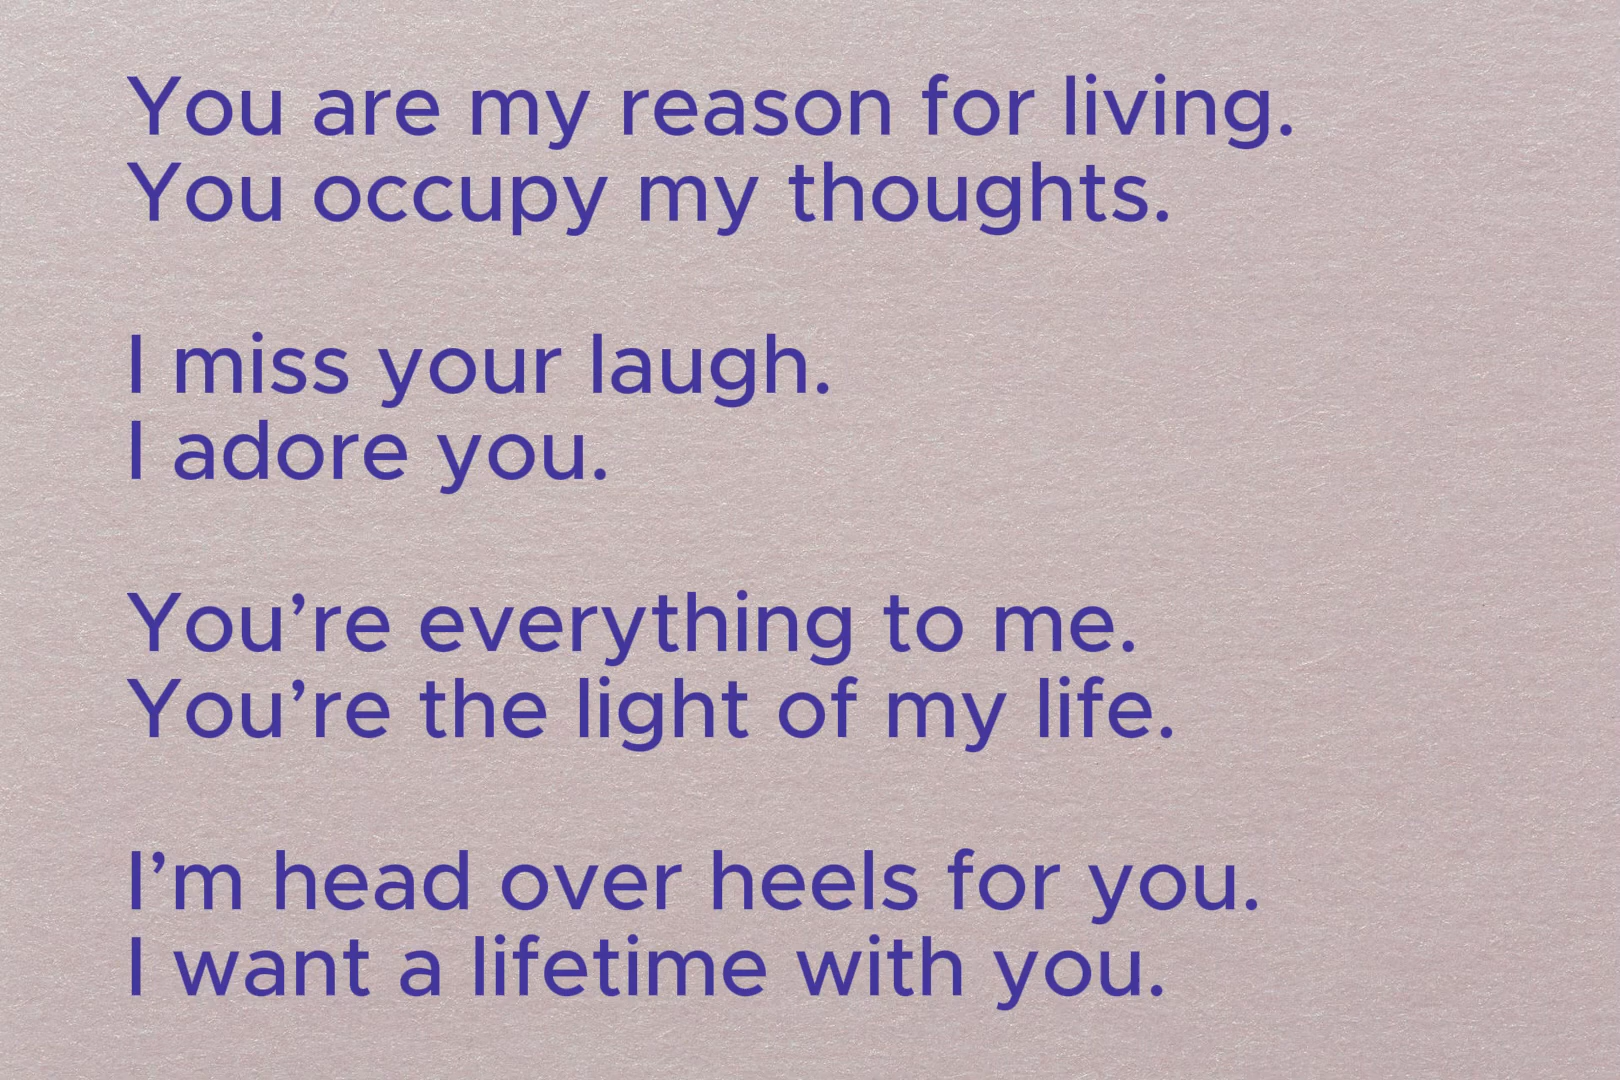 You are my reason for living.
You occupy my thoughts.
I miss your laugh.
I adore you.
You’re everything to me.
You’re the light of my life.
I’m head over heels for you.
I want a lifetime with you.